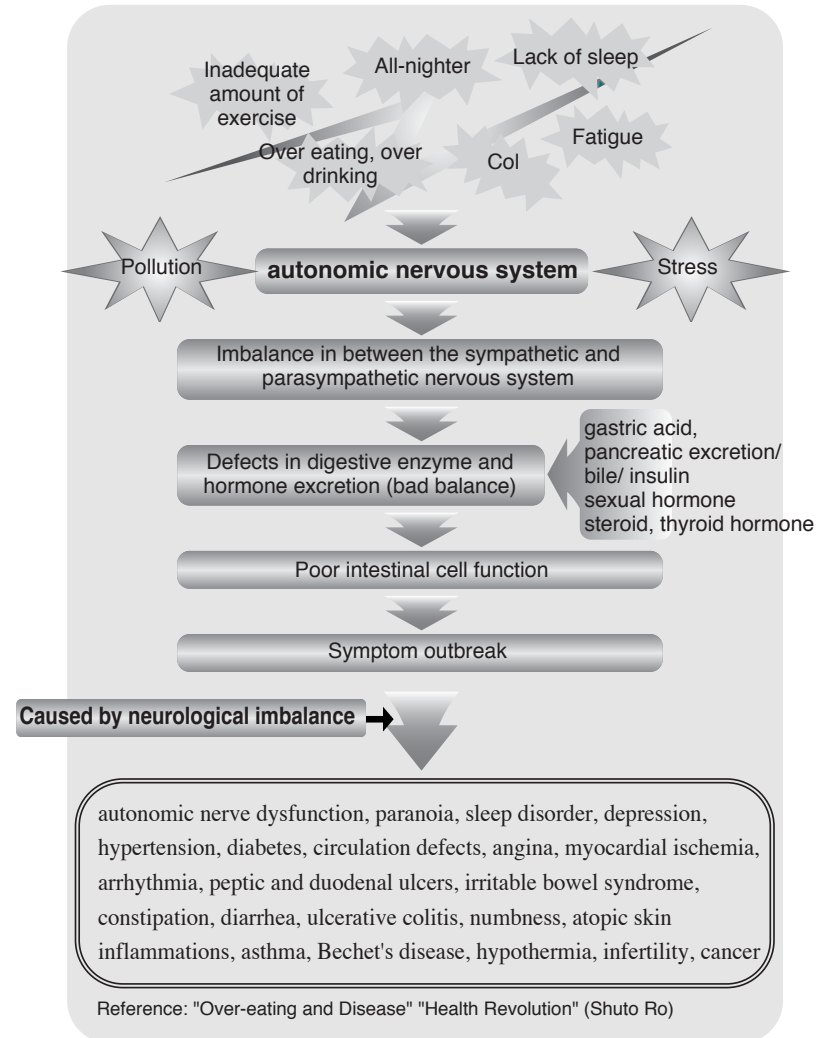 Inadequate
amount of
exercise
All-nighter
Lack of sleep
Over eating, over
drinking
Col
Fatigue
Pollution
autonomic nervous system
Stress
Imbalance in between the sympathetic and
parasympathetic nervous system
Defects in digestive enzyme and
hormone excretion (bad balance)
gastric acid,
pancreatic excretion/
bile/ insulin
sexual hormone
steroid, thyroid hormone
Poor intestinal cell function
Symptom outbreak
Caused by neurological imbalance
autonomic nerve dysfunction, paranoia, sleep disorder, depression,
hypertension, diabetes, circulation defects, angina, myocardial ischemia,
arrhythmia, peptic and duodenal ulcers, irritable bowel syndrome,
constipation, diarrhea, ulcerative colitis, numbness, atopic skin
inflammations, asthma, Bechet's disease, hypothermia, infertility, cancer
Reference: "Over-eating and Disease" "Health Revolution" (Shuto Ro)